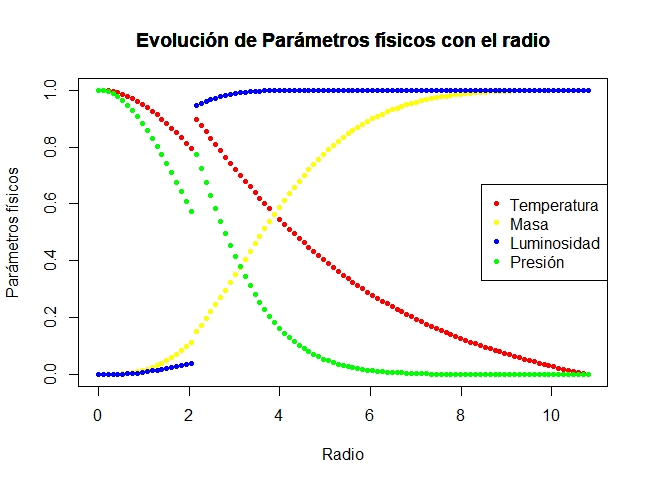 Evolución de Parámetros físicos con el radio
Parámetros físicos
1.0
0.8
0.6
0.4
0.2
0.0
Temperatura
Masa
Luminosidad
Presión
0 2 4 6 8 10
Radio